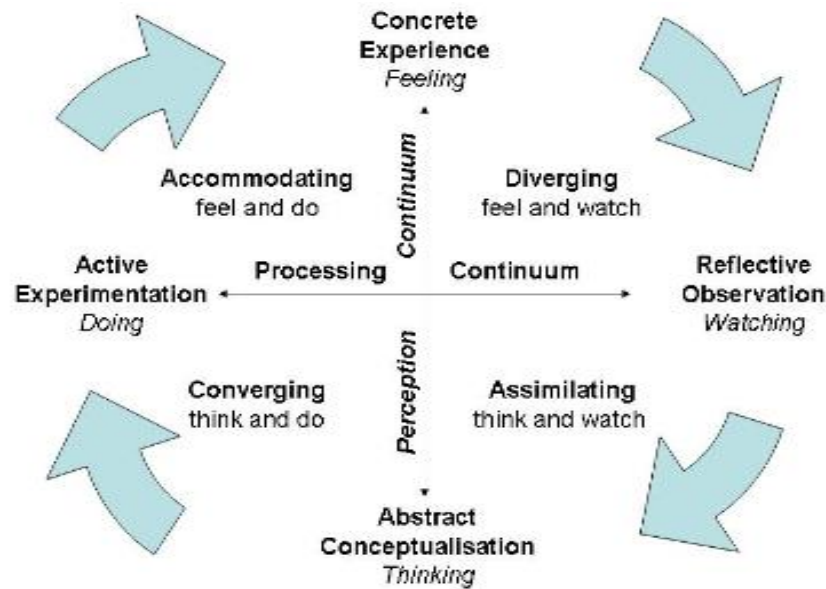 Concrete
Experience
Feeling
Continuum
Accommodating
feel and do
Diverging
feel and watch
Active
Experimentation
Doing
Processing
Continuum
Reflective
Observation
Watching
Perception
Converging
think and do
Assimilating
think and watch
Abstract
Conceptualisation
Thinking